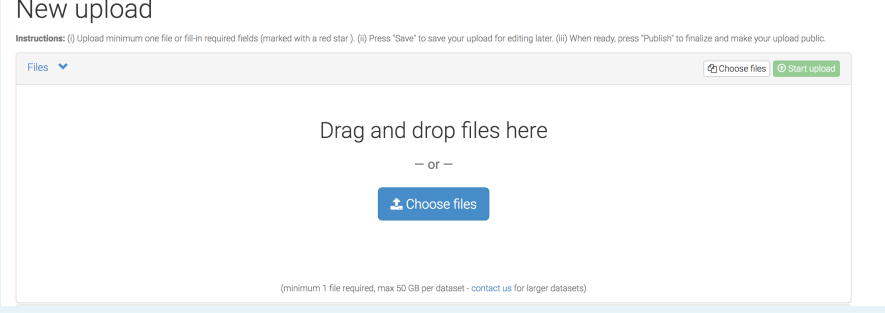 New upload
Instructions: (i) Upload minimum one file or fill-in required fields (marked with a red star ). (ii) Press "Save" to save your upload for editing later. (iii) When ready, press "Publish" to finalize and make your upload public.
Files
Choose files
Start upload
Drag and drop files here
— or —
Choose files
(minimum 1 file required, max 50 GB per dataset - contact us for larger datasets)